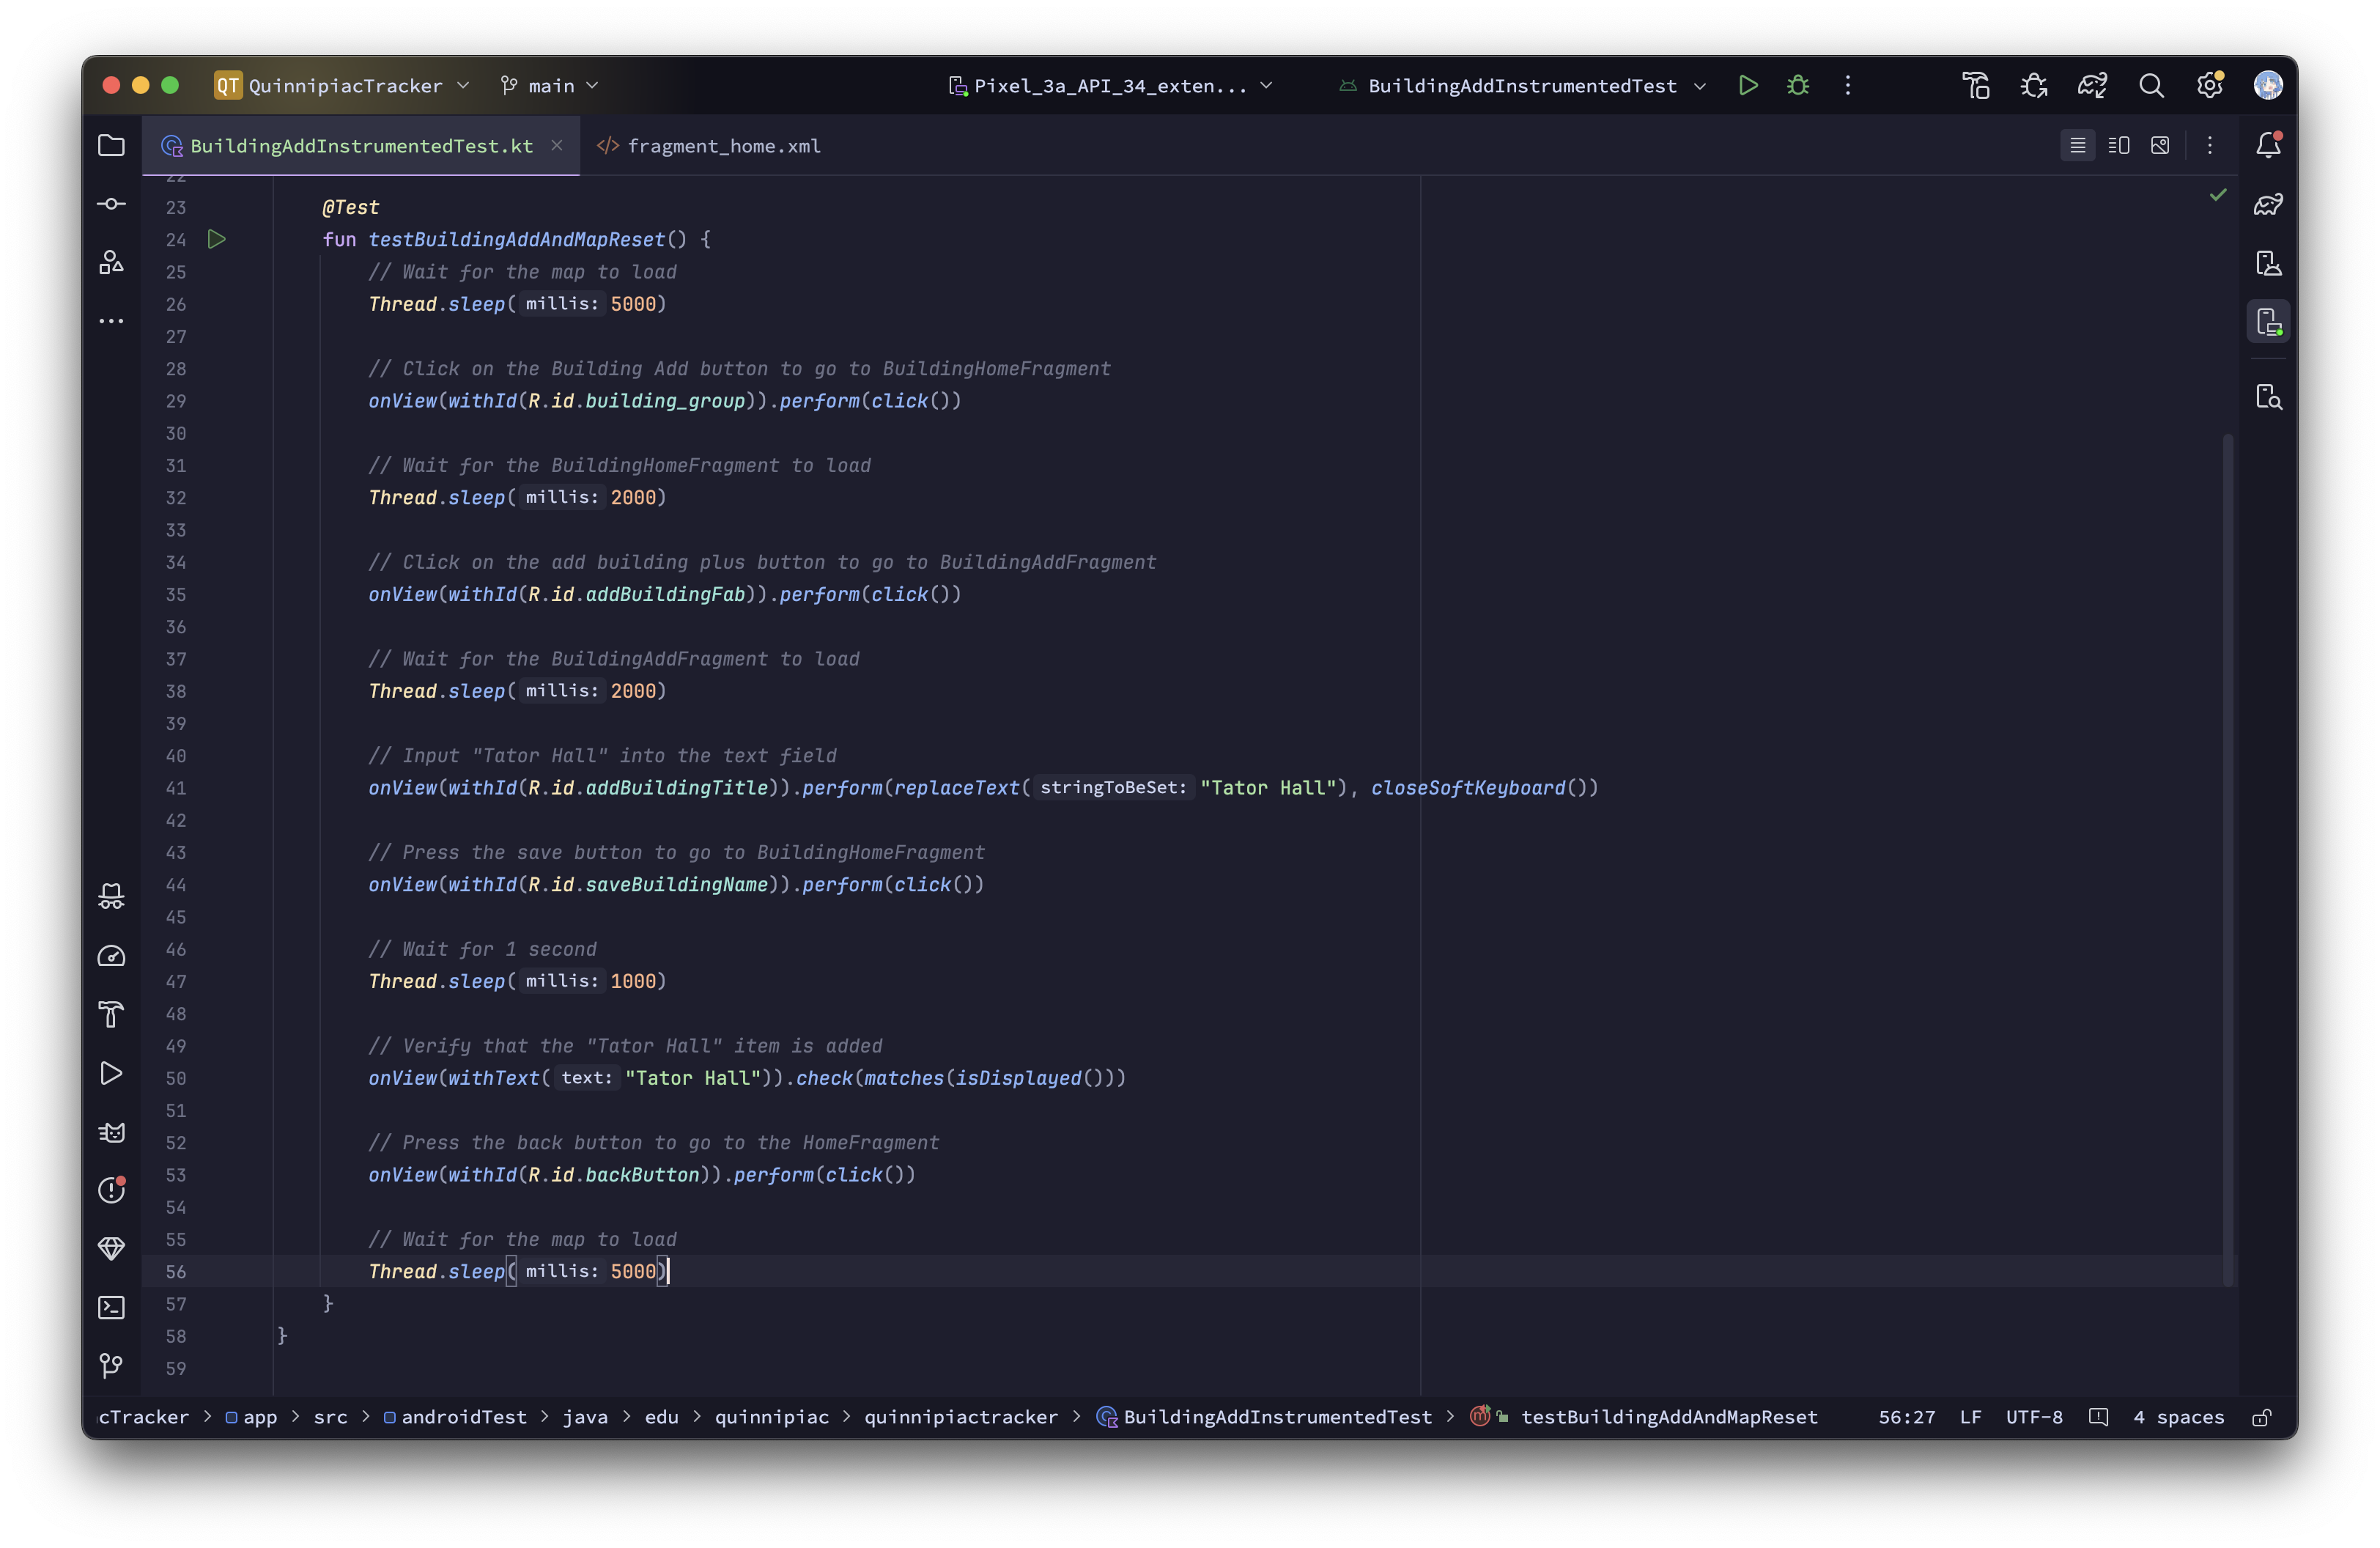 QT QuinnipiacTracker main Pixel_3a_API_34_exten... BuildingAddInstrumentedTest
BuildingAddInstrumentedTest.kt fragment_home.xml
22
23 @Test
24 fun testBuildingAddAndMapReset() {
25 // Wait for the map to load
26 Thread.sleep( millis: 5000)
27
28 // Click on the Building Add button to go to BuildingHomeFragment
29 onView(withId(R.id.building_group)).perform(click())
30
31 // Wait for the BuildingHomeFragment to load
32 Thread.sleep( millis: 2000)
33
34 // Click on the add building plus button to go to BuildingAddFragment
35 onView(withId(R.id.addBuildingFab)).perform(click())
36
37 // Wait for the BuildingAddFragment to load
38 Thread.sleep( millis: 2000)
39
40 // Input "Tator Hall" into the text field
41 onView(withId(R.id.addBuildingTitle)).perform(replaceText( stringToBeSet: "Tator Hall"), closeSoftKeyboard())
42
43 // Press the save button to go to BuildingHomeFragment
44 onView(withId(R.id.saveBuildingName)).perform(click())
45
46 // Wait for 1 second
47 Thread.sleep( millis: 1000)
48
49 // Verify that the "Tator Hall" item is added
50 onView(withText( text: "Tator Hall")).check(matches(isDisplayed()))
51
52 // Press the back button to go to the HomeFragment
53 onView(withId(R.id.backButton)).perform(click())
54
55 // Wait for the map to load
56 Thread.sleep( millis: 5000)
57 }
58 }
59
cTracker > app > src > androidTest > java > edu > quinnipiac > quinnipiactracker > BuildingAddInstrumentedTest > testBuildingAddAndMapReset 56:27 LF UTF-8 4 spaces